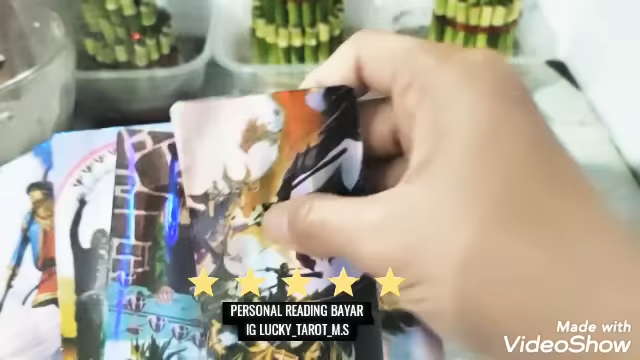 PERSONAL READING BAYAR
IG LUCKY_TAROT_M.S
Made with
VideoShow